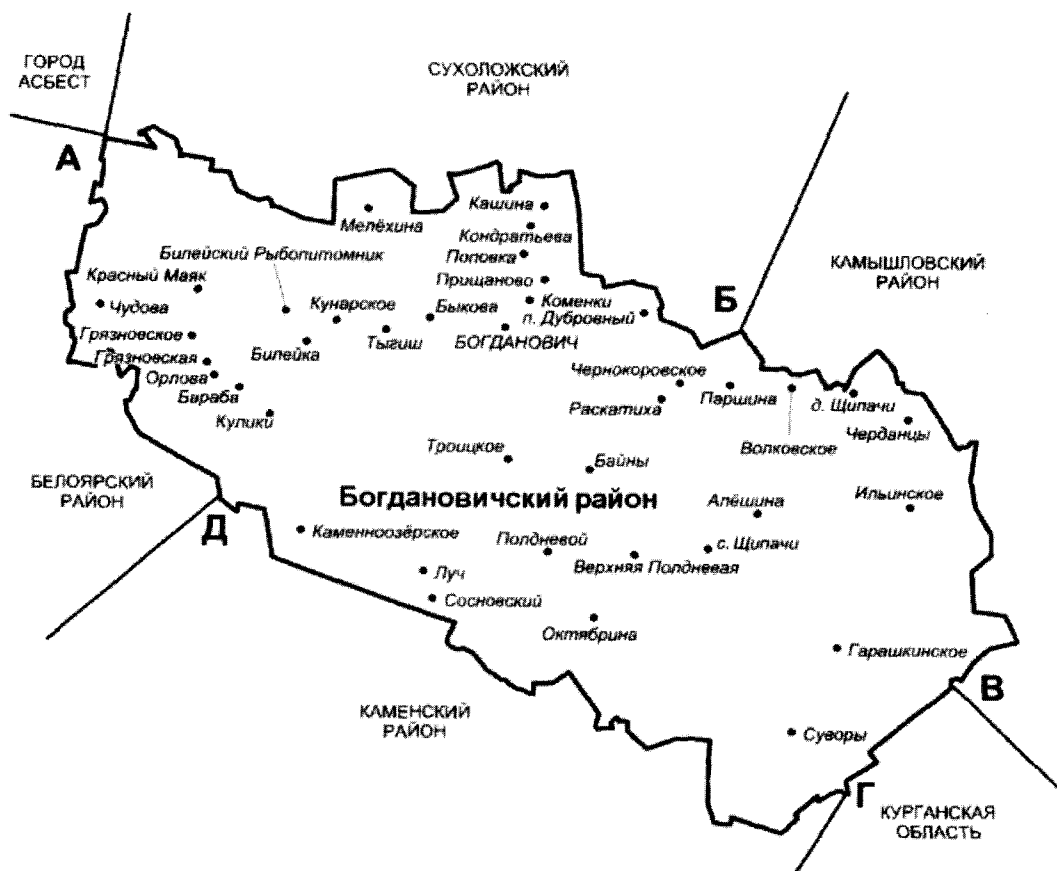 ГОРОД
АСБЕСТ
СУХОЛОЖСКИЙ
РАЙОН
А
Кашина
Мелёхина
Кондратьева
Билейский Рыбопитомник
Поповка
КАМЫШЛОВСКИЙ
РАЙОН
Красный Маяк
Прищаново
Б
Чудова
Кунарское
Быкова
Коменки
п. Дубровный
Грязновское
Тыгиш
БОГДАНОВИЧ
Билейка
Грязновская
Чернокоровское
Орлова
Бараба
Раскатиха
Паршина
д. Щипачи
Кулики
Черданцы
Троицкое
Волковское
Байны
БЕЛОЯРСКИЙ
РАЙОН
Богдановичский район
Алёшина
Ильинское
Д
Каменноозёрское
Полдневой
с. Щипачи
Верхняя Полдневая
Луч
Сосновский
Октябрина
Гарашкинское
В
КАМЕНСКИЙ
РАЙОН
Суворы
Г
КУРГАНСКАЯ
ОБЛАСТЬ